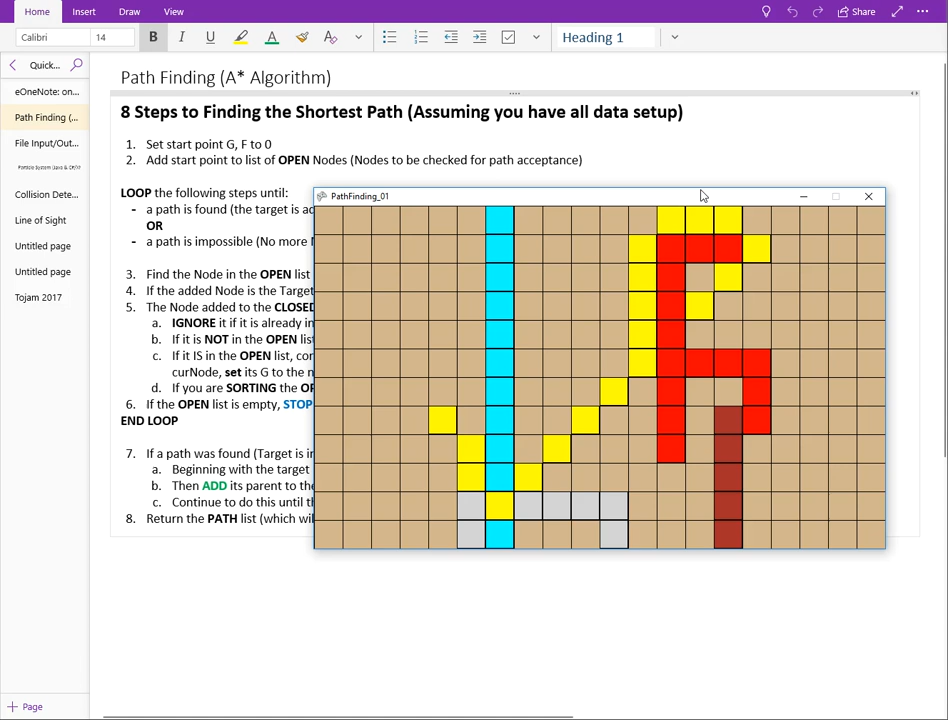 Home Insert Draw View Share
Calibri 14 B I U A Heading 1
Quick...
eOneNote: on...
Path Finding (...
File Input/Out...
Particle System (Java & C#/X
Collision Dete...
Line of Sight
Untitled page
Untitled page
Tojam 2017
Page
Path Finding (A* Algorithm)
8 Steps to Finding the Shortest Path (Assuming you have all data setup)
1. Set start point G, F to 0
2. Add start point to list of OPEN Nodes (Nodes to be checked for path acceptance)
LOOP the following steps until:
- a path is found (the target is ad
OR
- a path is impossible (No more
3. Find the Node in the OPEN list
4. If the added Node is the Target
5. The Node added to the CLOSED
a. IGNORE it if it is already in
b. If it is NOT in the OPEN list
c. If it IS in the OPEN list, con
curNode, set its G to the n
d. If you are SORTING the OP
6. If the OPEN list is empty, STOP
END LOOP
7. If a path was found (Target is in
a. Beginning with the target
b. Then ADD its parent to the
c. Continue to do this until th
8. Return the PATH list (which wil
PathFinding_01